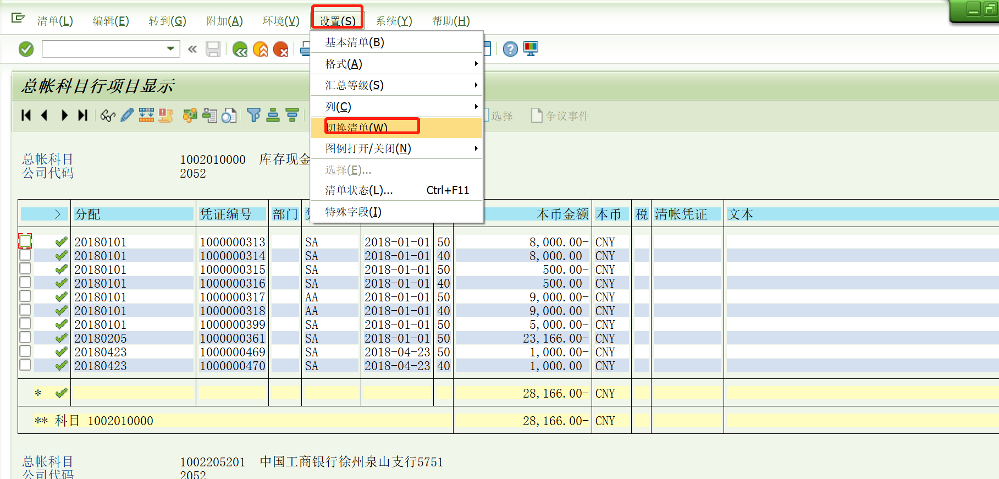 清单(L) 编辑(E) 转到(G) 附加(A) 环境(V) 设置(S) 系统(Y) 帮助(H)
基本清单(B)
格式(A)
汇总等级(S)
列(C)
切换清单(W)
图例打开/关闭(N)
选择(E)...
清单状态(L)... Ctrl+F11
特殊字段(I)
总帐科目行项目显示
选择 争议事件
总帐科目 1002010000 库存现金
公司代码 2052
分配 凭证编号 部门 本币金额 本币 税 清帐凭证 文本
20180101 1000000313 SA 2018-01-01 50 8,000.00- CNY
20180101 1000000314 SA 2018-01-01 40 8,000.00 CNY
20180101 1000000315 SA 2018-01-01 50 500.00- CNY
20180101 1000000316 SA 2018-01-01 40 500.00 CNY
20180101 1000000317 AA 2018-01-01 50 9,000.00- CNY
20180101 1000000318 AA 2018-01-01 40 9,000.00 CNY
20180101 1000000399 SA 2018-01-01 50 5,000.00- CNY
20180205 1000000361 SA 2018-01-01 50 23,166.00- CNY
20180423 1000000469 SA 2018-04-23 50 1,000.00- CNY
20180423 1000000470 SA 2018-04-23 40 1,000.00 CNY
* 28,166.00- CNY
** 科目 1002010000 28,166.00- CNY
总帐科目 1002205201 中国工商银行徐州泉山支行5751
公司代码 2052